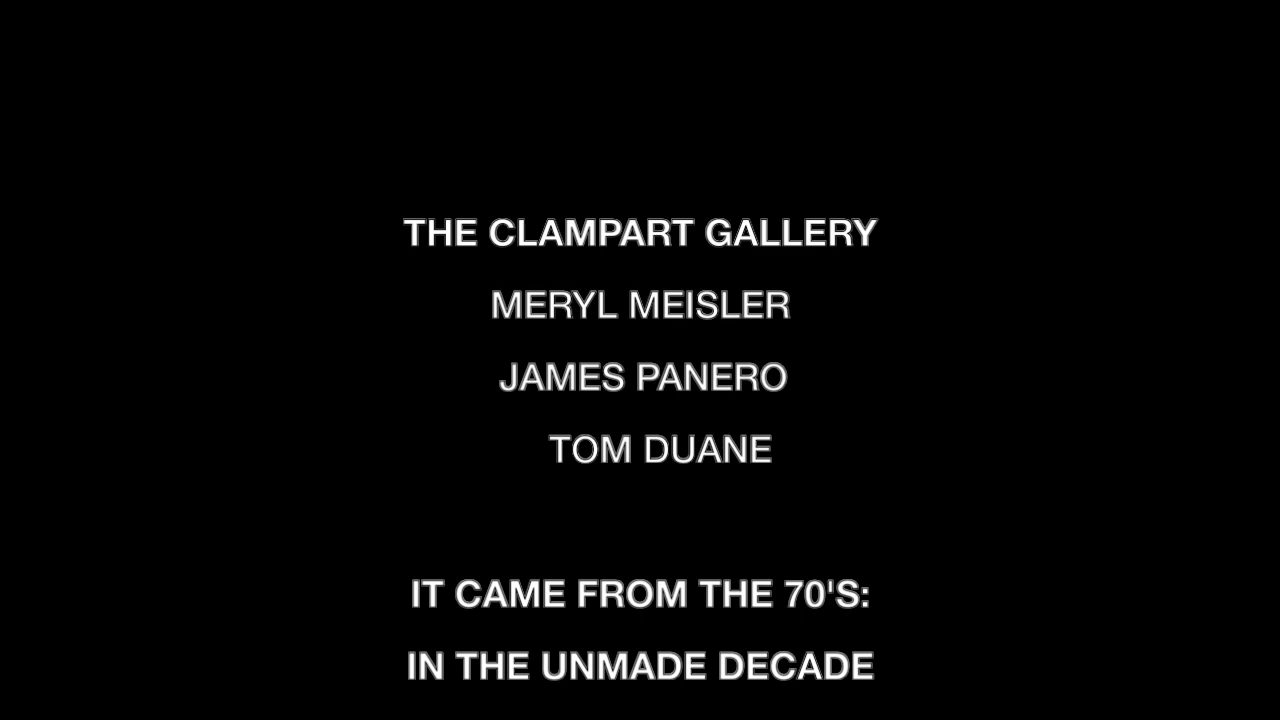 THE CLAMPART GALLERY
MERYL MEISLER
JAMES PANERO
TOM DUANE
IT CAME FROM THE 70'S:
IN THE UNMADE DECADE